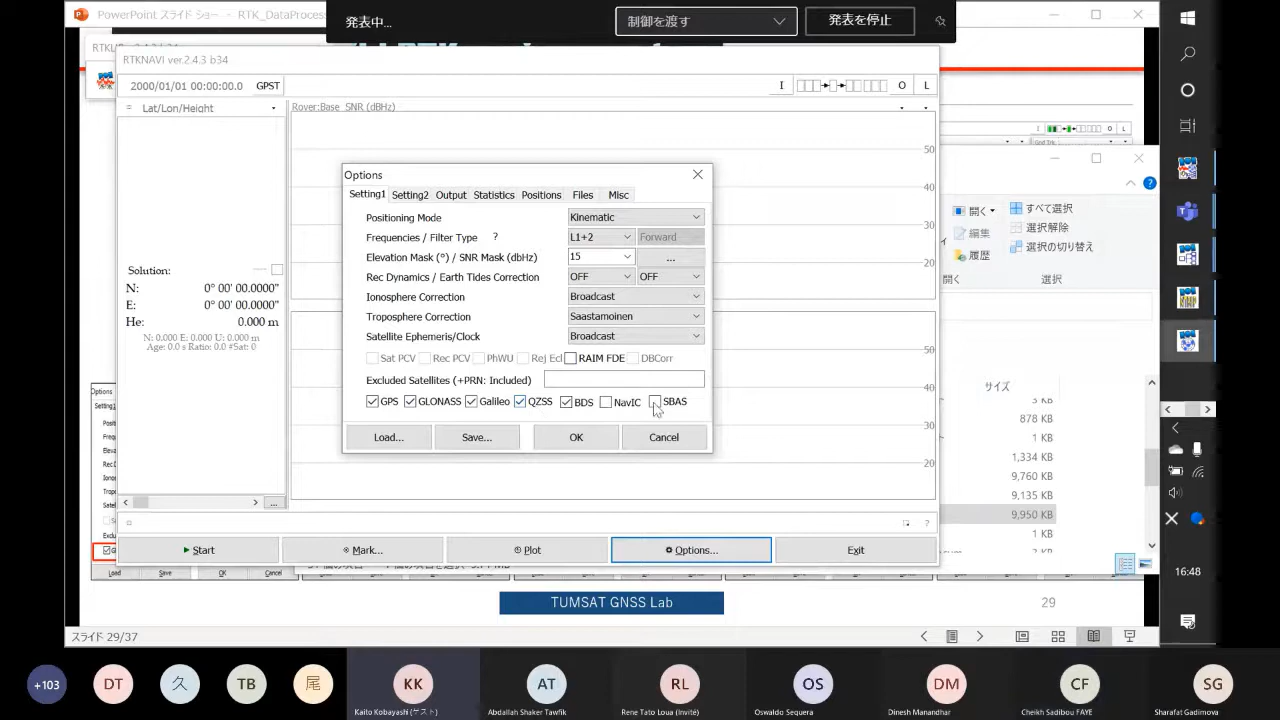 PowerPoint スライド ショー - RTK_DataProces
発表中...
制御を渡す
発表を停止
RTKNAVI ver.2.4.3 b34
2000/01/01 00:00:00.0 GPST
I
O
L
= Lat/Lon/Height
Rover:Base SNR (dBHz)
50
40
30
20
50
40
30
20
Solution:
N: 0° 00' 00.0000"
E: 0° 00' 00.0000"
He: 0.000 m
N: 0.000 E: 0.000 U: 0.000 m
Age: 0.0 s Ratio: 0.0 #Sat: 0
Options
Setting1 Setting2 Output Statistics Positions Files Misc
Positioning Mode Kinematic
Frequencies / Filter Type ? L1+2 Forward
Elevation Mask (°) / SNR Mask (dbHz) 15 ...
Rec Dynamics / Earth Tides Correction OFF OFF
Ionosphere Correction Broadcast
Troposphere Correction Saastamoinen
Satellite Ephemeris/Clock Broadcast
Sat PCV Rec PCV PhWU Rej Ecl RAIM FDE DBCorr
Excluded Satellites (+PRN: Included)
GPS GLONASS Galileo QZSS BDS NavIC SBAS
Load... Save... OK Cancel
...
?
Start Mark... Plot Options... Exit
開く すべて選択
編集 選択解除
履歴 選択の切り替え
開く 選択
サイズ
878 KB
1 KB
1,334 KB
9,760 KB
9,135 KB
9,950 KB
1 KB
Options
Load Save OK Cancel
TUMSAT GNSS Lab
29
スライド 29/37
16:48
+103
DT
久
TB
尾
KK
Kaito Kobayashi (ゲスト)
AT
Abdallah Shaker Tawfik
RL
Rene Tato Loua (Invité)
OS
Oswaldo Sequera
DM
Dinesh Manandhar
CF
Cheikh Sadibou FAYE
SG
Sharafat Gadimova